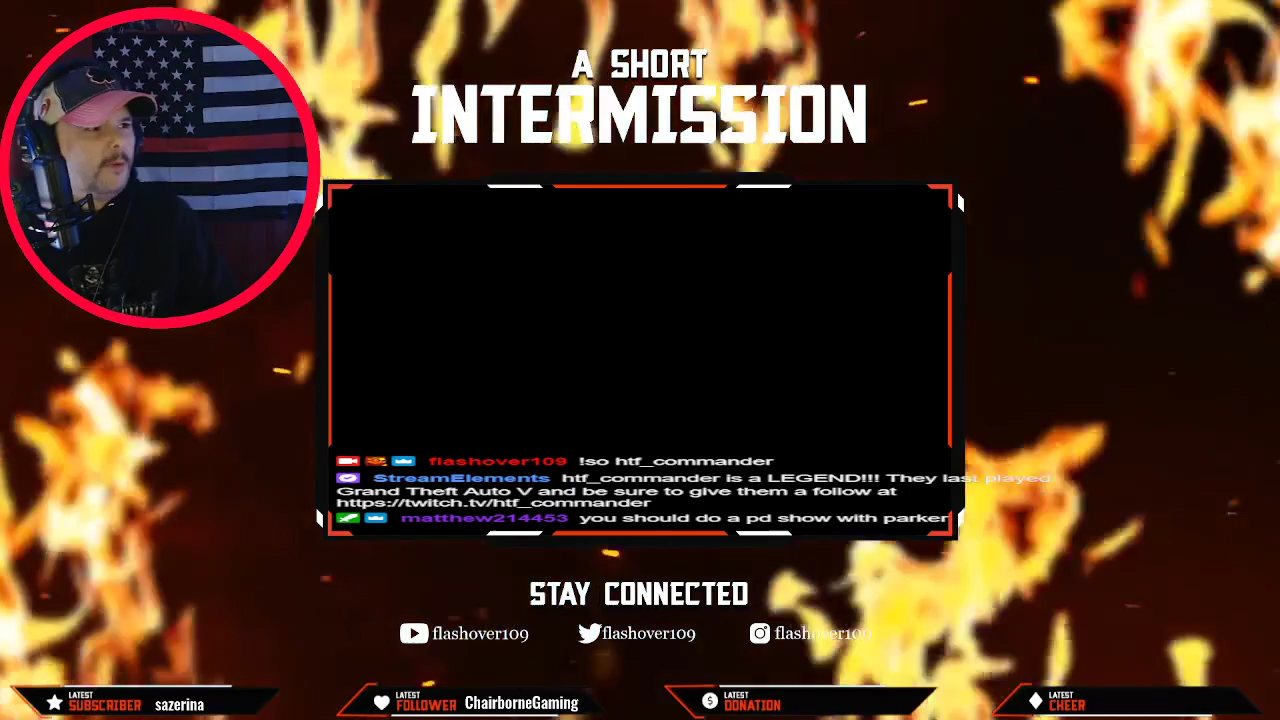 A SHORT
INTERMISSION
flashover109 !so htf_commander
StreamElements htf_commander is a LEGEND!!! They last played
Grand Theft Auto V and be sure to give them a follow at
https://twitch.tv/htf_commander
matthew214453 you should do a pd show with parker
STAY CONNECTED
flashover109 flashover109 flashover109
LATEST SUBSCRIBER sazerina
LATEST FOLLOWER ChairborneGaming
LATEST DONATION
LATEST CHEER